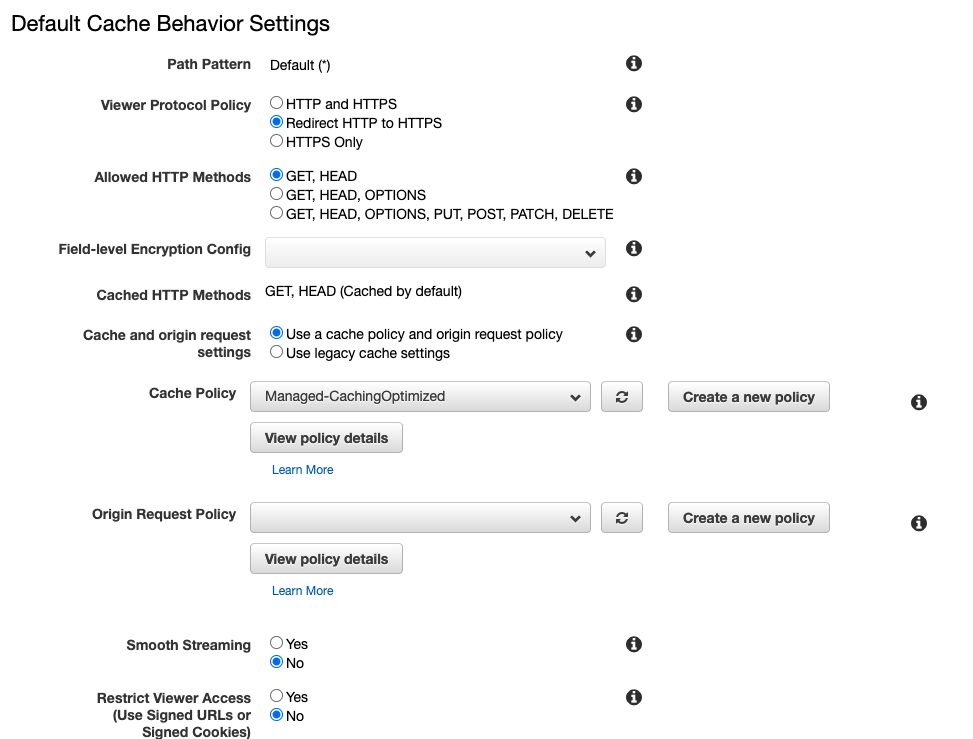 Default Cache Behavior Settings
Path Pattern
Default (*)
Viewer Protocol Policy
HTTP and HTTPS
Redirect HTTP to HTTPS
HTTPS Only
Allowed HTTP Methods
GET, HEAD
GET, HEAD, OPTIONS
GET, HEAD, OPTIONS, PUT, POST, PATCH, DELETE
Field-level Encryption Config
Cached HTTP Methods
GET, HEAD (Cached by default)
Cache and origin request
settings
Use a cache policy and origin request policy
Use legacy cache settings
Cache Policy
Managed-CachingOptimized
Create a new policy
View policy details
Learn More
Origin Request Policy
Create a new policy
View policy details
Learn More
Smooth Streaming
Yes
No
Restrict Viewer Access
(Use Signed URLs or
Signed Cookies)
Yes
No